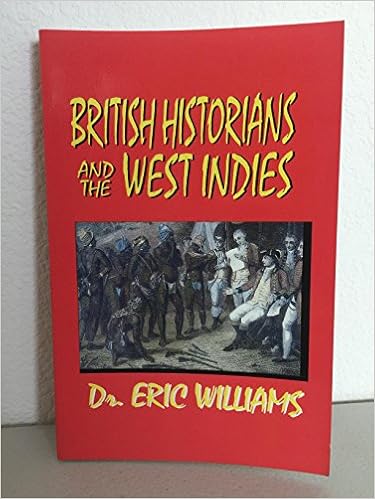 BRITISH HISTORIANS
AND THE WEST INDIES
Dr. ERIC WILLIAMS